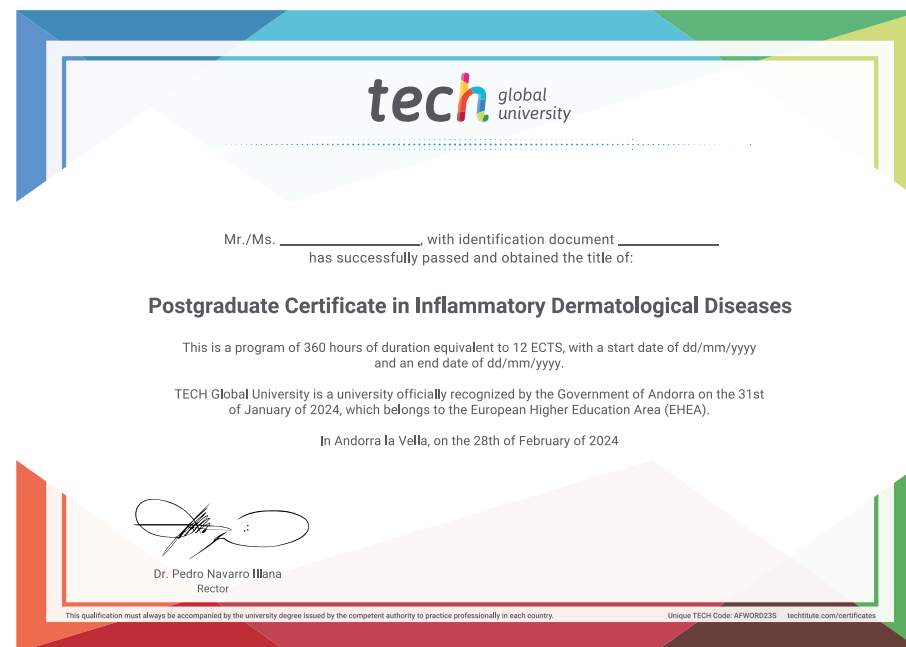 tech global
university
Mr./Ms. ____________, with identification document ____________
has successfully passed and obtained the title of:
Postgraduate Certificate in Inflammatory Dermatological Diseases
This is a program of 360 hours of duration equivalent to 12 ECTS, with a start date of dd/mm/yyyy
and an end date of dd/mm/yyyy.
TECH Global University is a university officially recognized by the Government of Andorra on the 31st
of January of 2024, which belongs to the European Higher Education Area (EHEA).
In Andorra la Vella, on the 28th of February of 2024
Dr. Pedro Navarro Illana
Rector
This qualification must always be accompanied by the university degree issued by the competent authority to practice professionally in each country.
Unique TECH Code: AFWORD23S techtitute.com/certificates